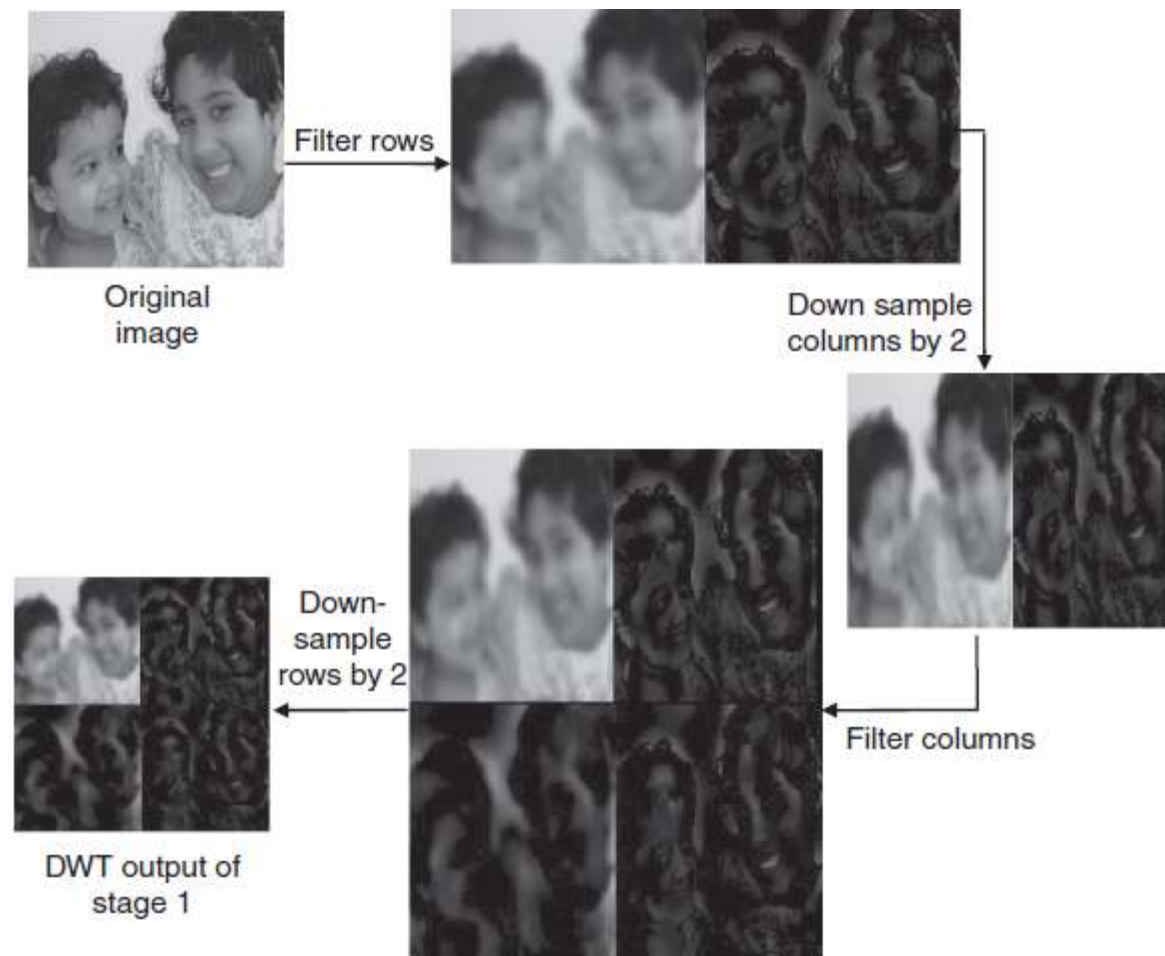 Filter rows
Original
image
Down sample
columns by 2
Filter columns
Down-
sample
rows by 2
DWT output of
stage 1